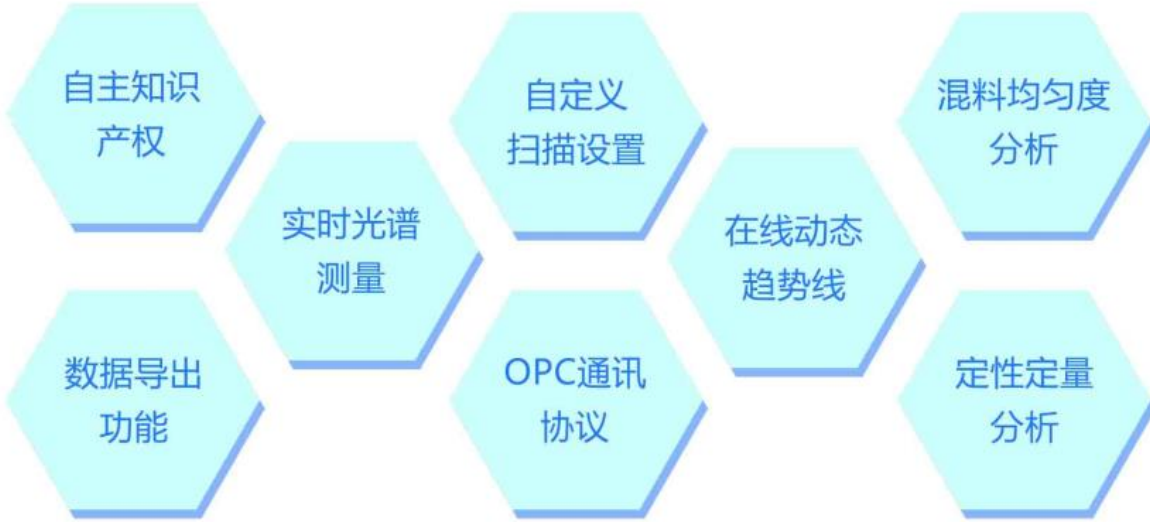 自主知识
产权
自定义
扫描设置
混料均匀度
分析
实时光谱
测量
在线动态
趋势线
数据导出
功能
OPC通讯
协议
定性定量
分析